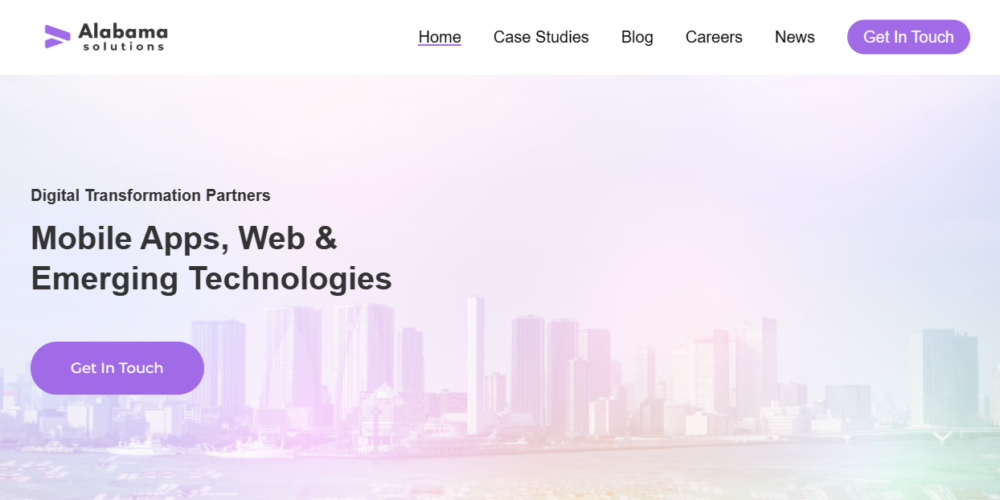 Alabama
solutions
Home
Case Studies
Blog
Careers
News
Get In Touch
Digital Transformation Partners
Mobile Apps, Web &
Emerging Technologies
Get In Touch